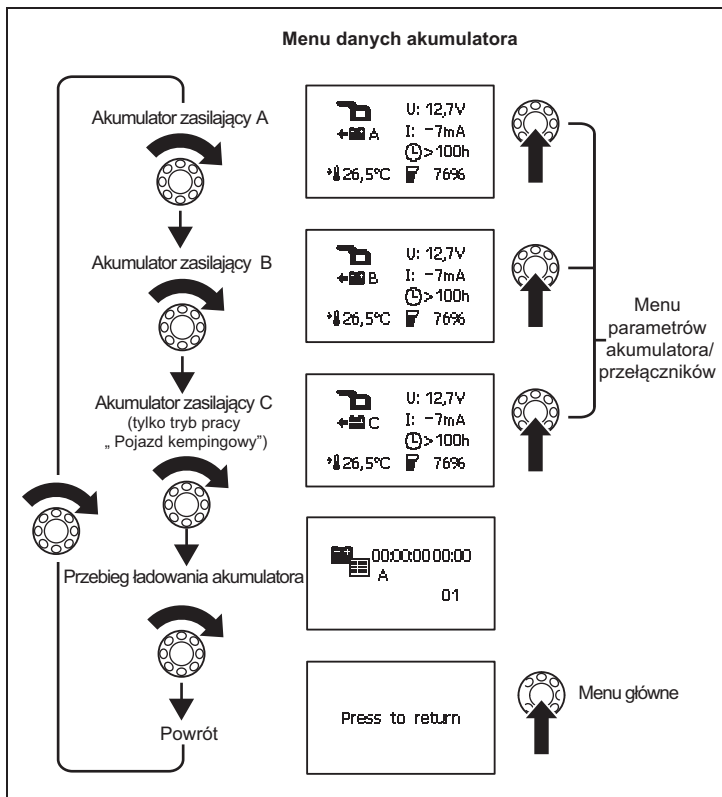 Menu danych akumulatora
Akumulator zasilający A
U: 12,7V
A
I: -7mA
>100h
26,5°C 76%
Akumulator zasilający B
U: 12,7V
B
I: -7mA
>100h
26,5°C 76%
Menu
parametrów
akumulatora/
przełączników
Akumulator zasilający C
(tylko tryb pracy
„ Pojazd kempingowy”)
U: 12,7V
C
I: -7mA
>100h
26,5°C 76%
Przebieg ładowania akumulatora
00:00:00 00:00
A
01
Powrót
Press to return
Menu główne